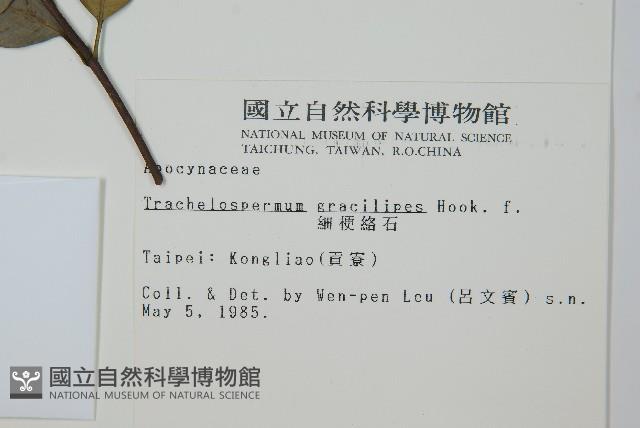 國立自然科學博物館
NATIONAL MUSEUM OF NATURAL SCIENCE
TAICHUNG, TAIWAN, R.O.CHINA
Apocynaceae
Trachelospermum gracilipes Hook. f.
細梗絡石
Taipei: Kongliao(貢寮)
Coll. & Det. by Wen-pen Leu (呂文賓) s.n.
May 5, 1985.
國立自然科學博物館
NATIONAL MUSEUM OF NATURAL SCIENCE